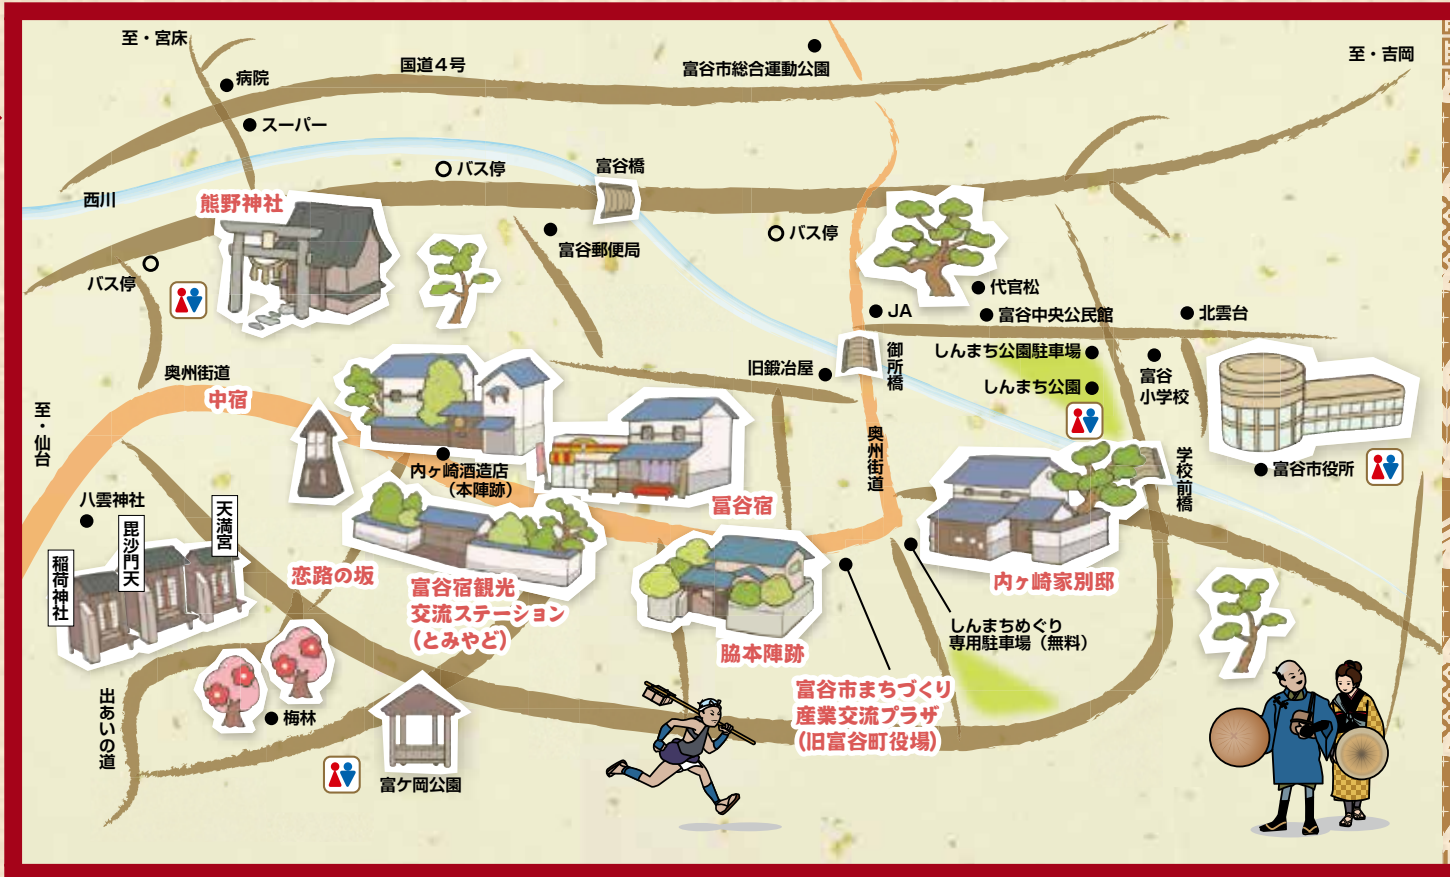 至・宮床
国道4号
富谷市総合運動公園
至・吉岡
病院
スーパー
バス停
富谷橋
西川
熊野神社
バス停
富谷郵便局
バス停
代官松
JA
富谷中央公民館
北雲台
しんまち公園駐車場
しんまち公園
富谷
小学校
旧鍛冶屋
御所橋
奥州街道
中宿
至・仙台
内ヶ崎酒造店
(本陣跡)
冨谷宿
奥州街道
学校前橋
富谷市役所
八雲神社
天満宮
毘沙門天
稲荷神社
恋路の坂
富谷宿観光
交流ステーション
(とみやど)
脇本陣跡
内ヶ崎家別邸
しんまちめぐり
専用駐車場(無料)
富谷市まちづくり
産業交流プラザ
(旧富谷町役場)
出あいの道
梅林
富ケ岡公園